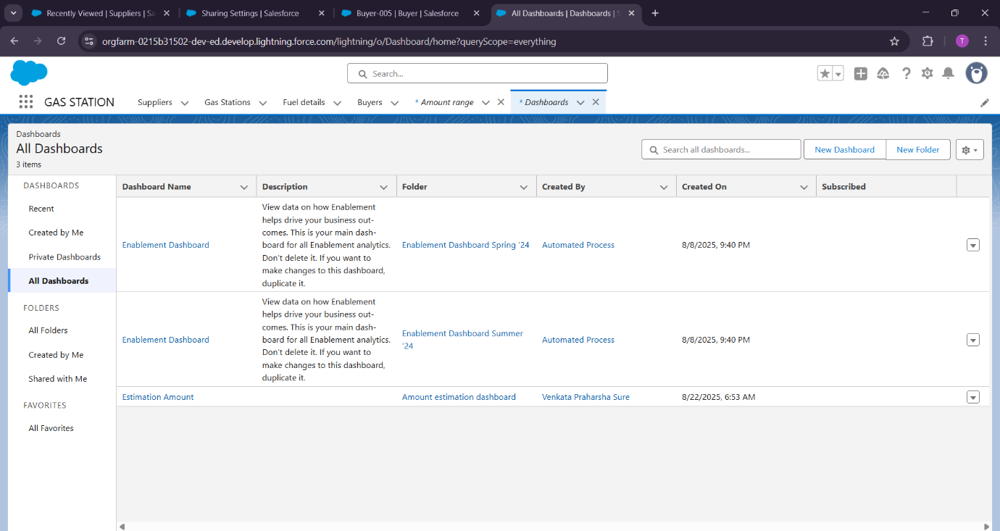 Recently Viewed | Suppliers | Sa
Sharing Settings | Salesforce
Buyer-005 | Buyer | Salesforce
All Dashboards | Dashboards | S
orgfarm-0215b31502-dev-ed.develop.lightning.force.com/lightning/o/Dashboard/home?queryScope=everything
T
Search...
GAS STATION
Suppliers
Gas Stations
Fuel details
Buyers
* Amount range
* Dashboards
Dashboards
All Dashboards
3 items
Search all dashboards...
New Dashboard
New Folder
DASHBOARDS
Recent
Created by Me
Private Dashboards
All Dashboards
FOLDERS
All Folders
Created by Me
Shared with Me
FAVORITES
All Favorites
Dashboard Name
Description
Folder
Created By
Created On
Subscribed
Enablement Dashboard
View data on how Enablement
helps drive your business out-
comes. This is your main dash-
board for all Enablement analytics.
Don't delete it. If you want to
make changes to this dashboard,
duplicate it.
Enablement Dashboard Spring '24
Automated Process
8/8/2025, 9:40 PM
Enablement Dashboard
View data on how Enablement
helps drive your business out-
comes. This is your main dash-
board for all Enablement analytics.
Don't delete it. If you want to
make changes to this dashboard,
duplicate it.
Enablement Dashboard Summer
'24
Automated Process
8/8/2025, 9:40 PM
Estimation Amount
Amount estimation dashboard
Venkata Praharsha Sure
8/22/2025, 6:53 AM